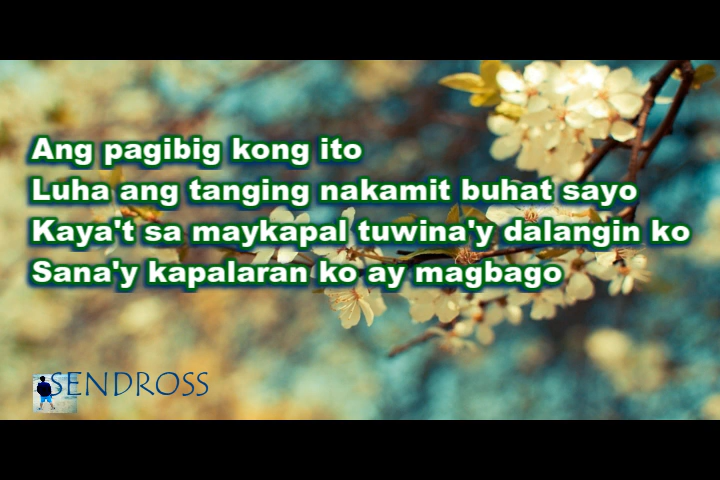 Ang pagibig kong ito
Luha ang tanging nakamit buhat sayo
Kaya't sa maykapal tuwina'y dalangin ko
Sana'y kapalaran ko ay magbago
SENDROSS